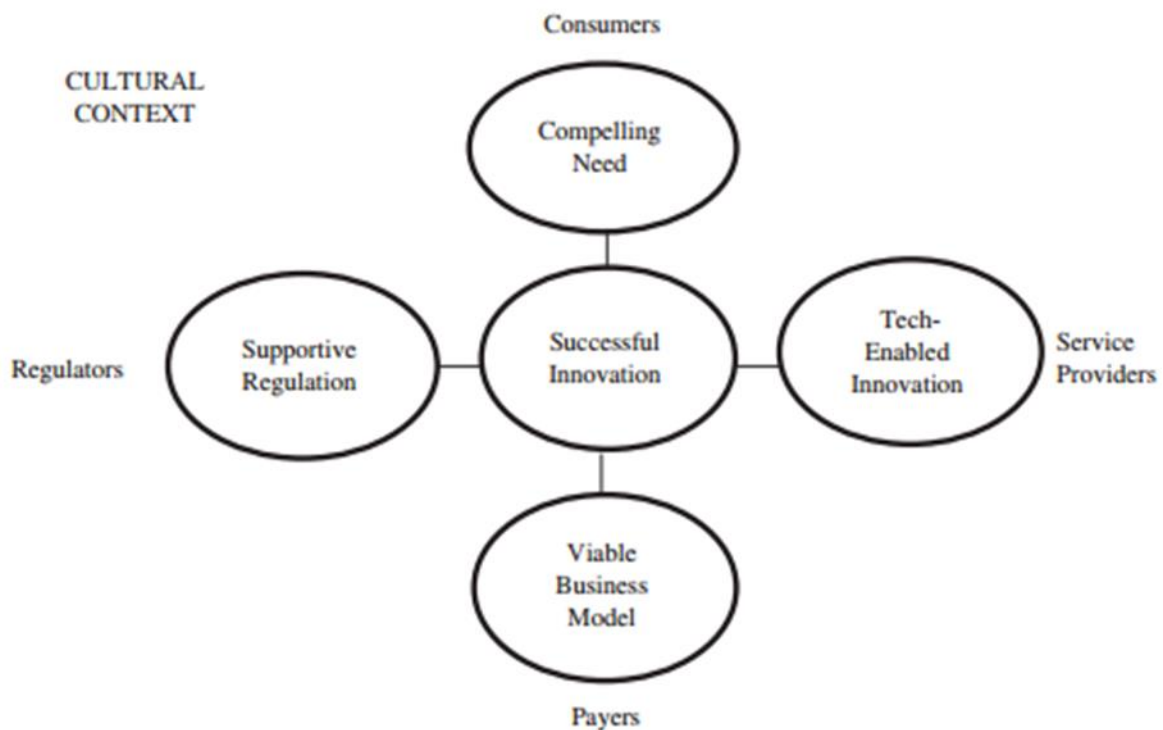 Consumers
CULTURAL
CONTEXT
Compelling
Need
Regulators
Supportive
Regulation
Successful
Innovation
Tech-
Enabled
Innovation
Service
Providers
Viable
Business
Model
Payers